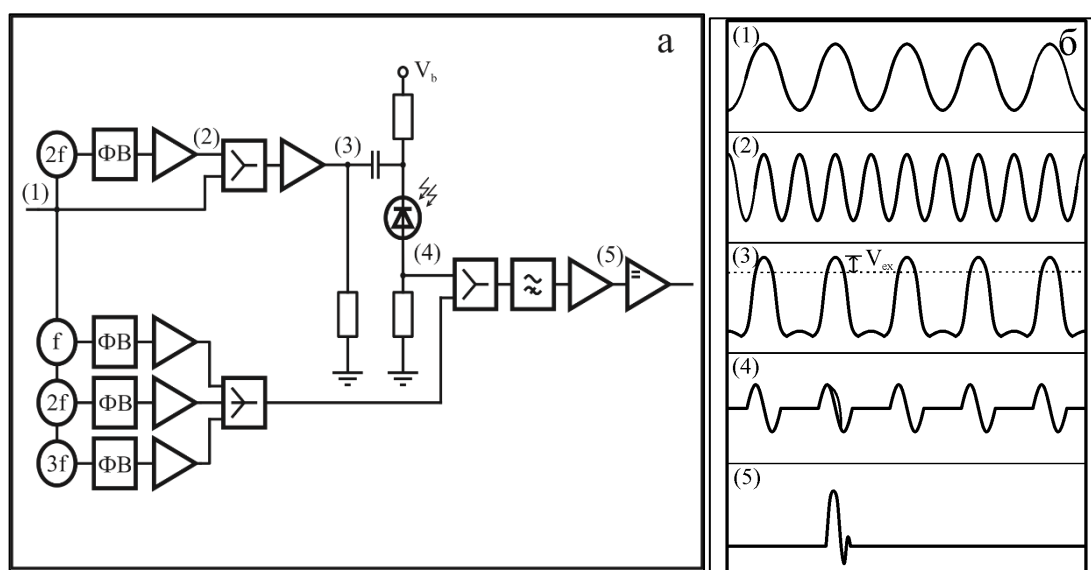 а
V_b
2f ФВ (2) (3)
(1)
(4) (5)
f ФВ
2f ФВ
3f ФВ
б
(1)
(2)
(3) V_ex
(4)
(5)